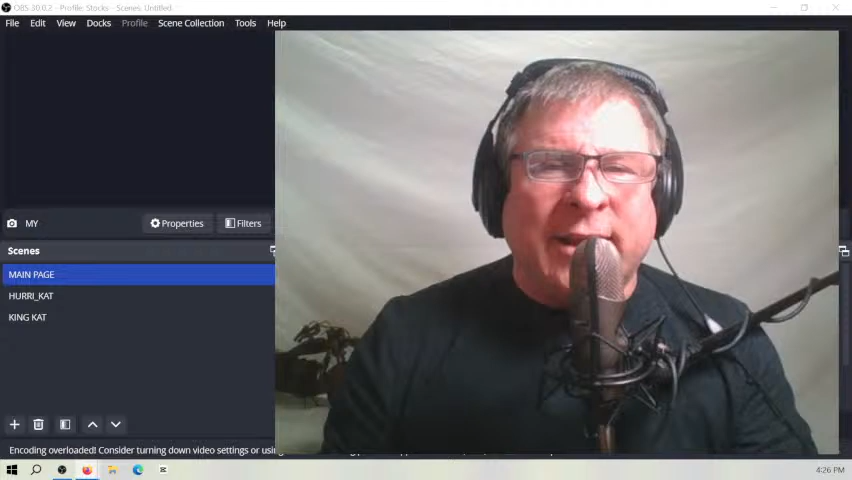 OBS 30.0.2 - Profile: Stocks - Scenes: Untitled
File Edit View Docks Profile Scene Collection Tools Help
MY Properties Filters
Scenes
MAIN PAGE
HURRI_KAT
KING KAT
Encoding overloaded! Consider turning down video settings or using
4:26 PM